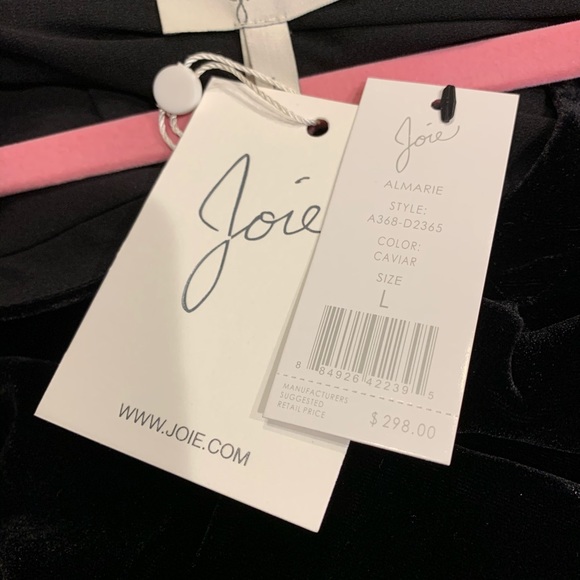 Joie
WWW.JOIE.COM
Joie
ALMARIE
STYLE:
A368-D2365
COLOR:
CAVIAR
SIZE
L
8 84926 42239 5
MANUFACTURERS
SUGGESTED
RETAIL PRICE
$298.00